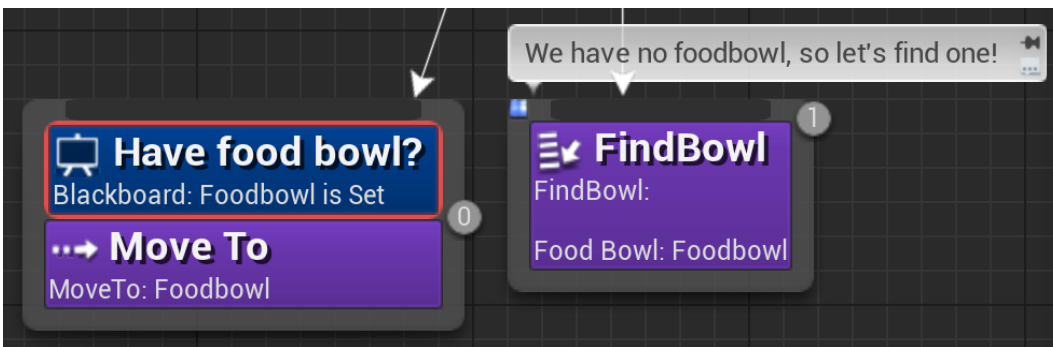 We have no foodbowl, so let's find one!
Have food bowl?
Blackboard: Foodbowl is Set
0
Move To
MoveTo: Foodbowl
1
FindBowl
FindBowl:
Food Bowl: Foodbowl